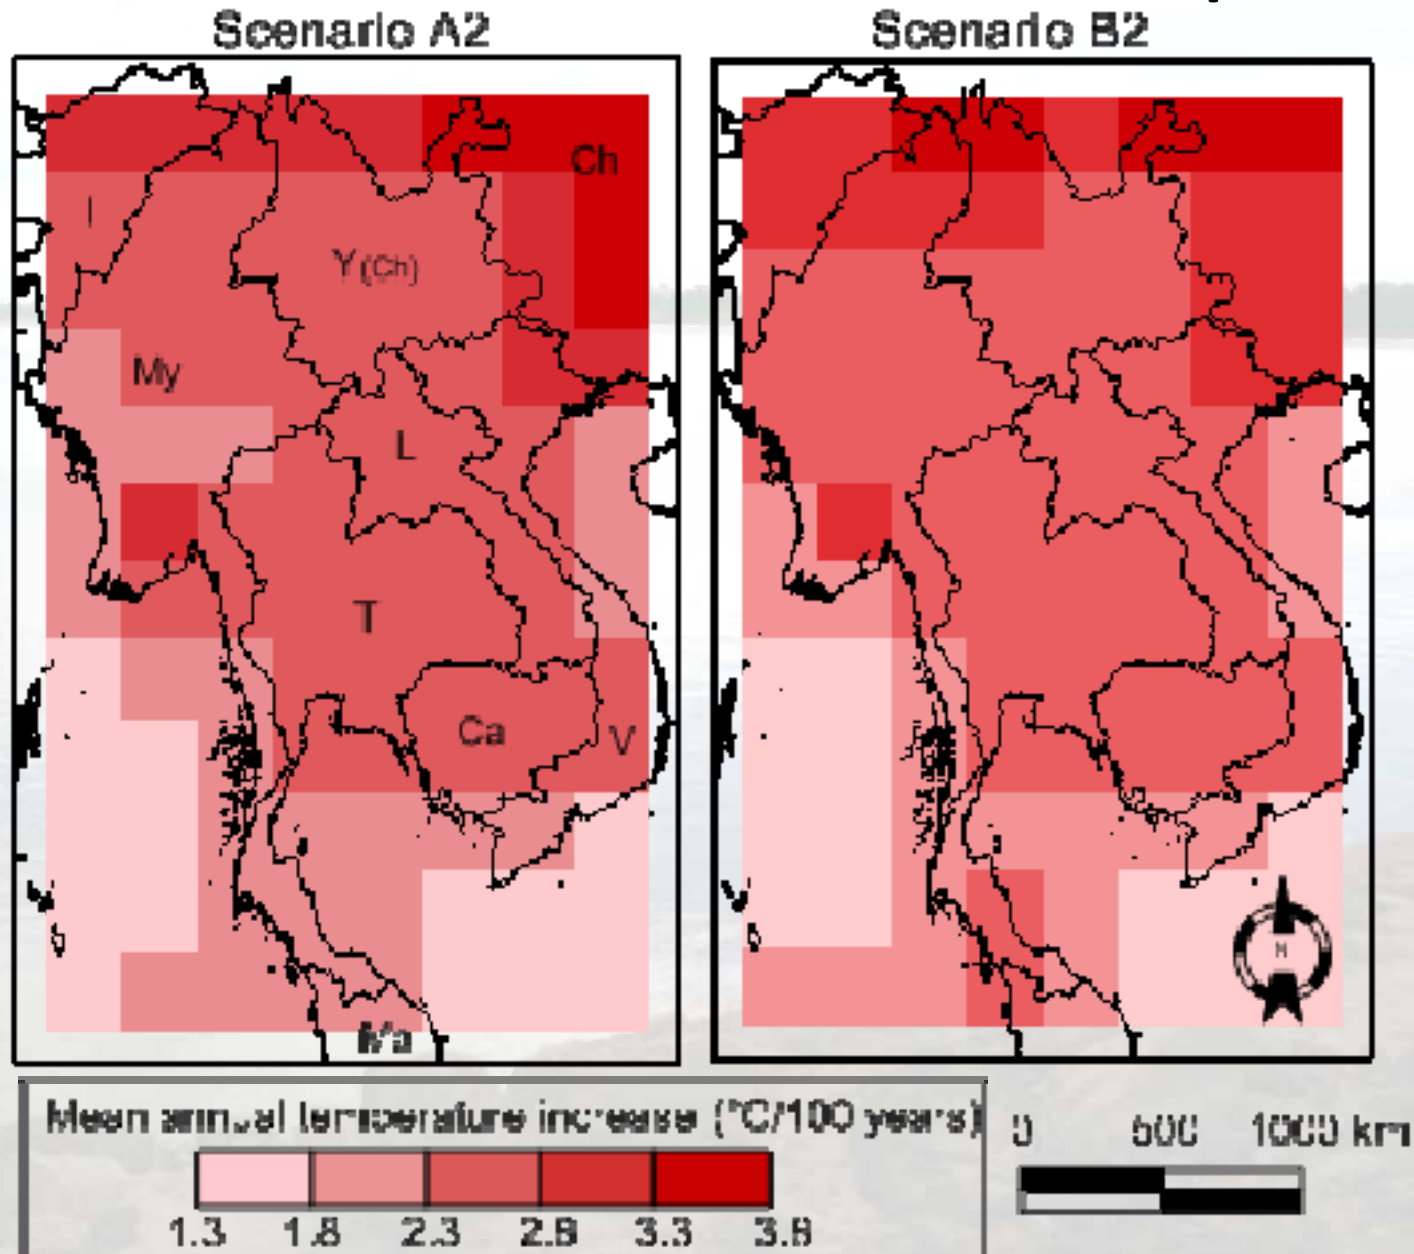 Scenario A2
Scenario B2
Ch
I
Y(Ch)
My
L
T
Ca
V
Ma
N
Mean annual temperature increase (°C/100 years)
1.3 1.8 2.3 2.8 3.3 3.8
0 500 1000 km